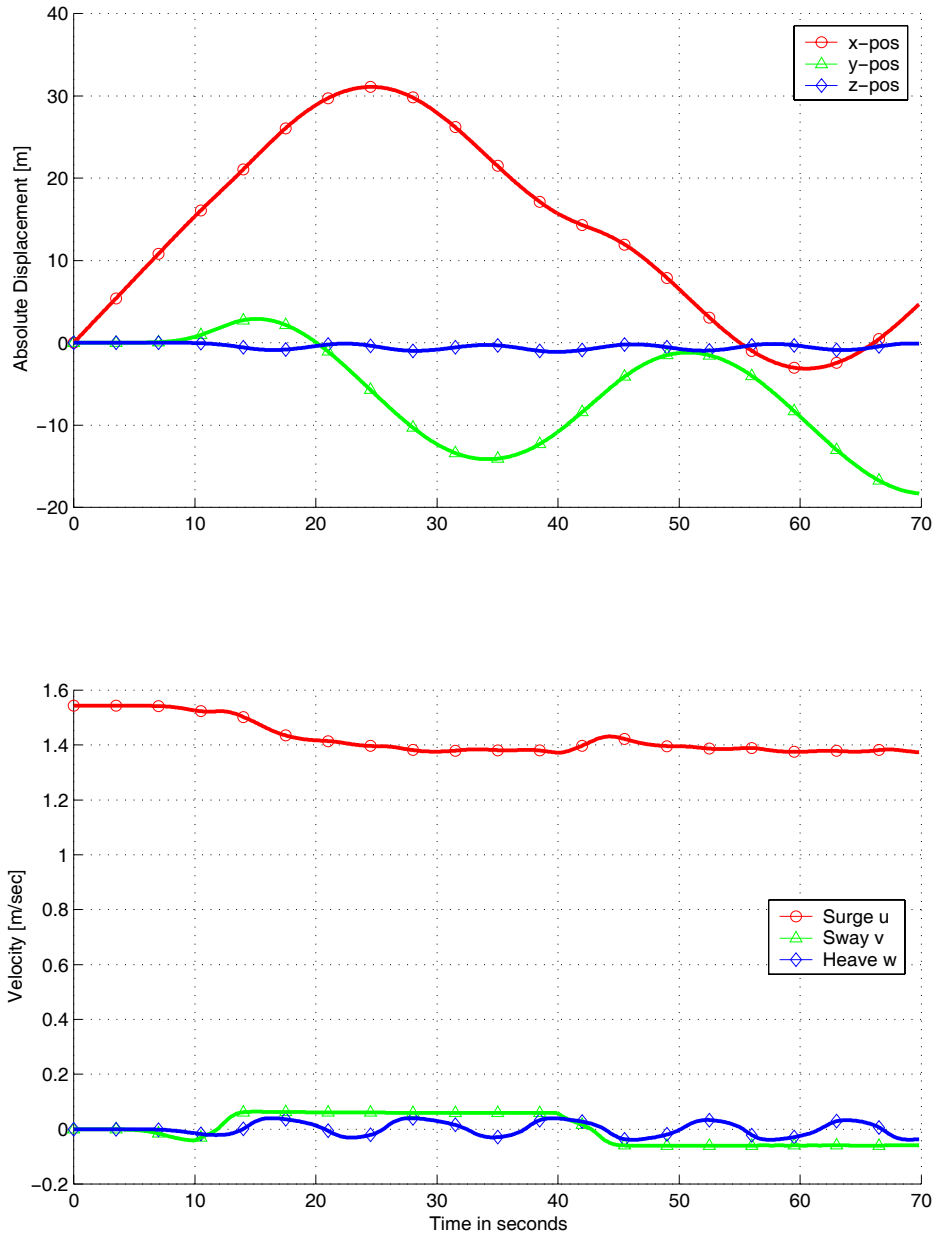 40
30
20
10
0
−10
−20
Absolute Displacement [m]
x−pos
y−pos
z−pos
0 10 20 30 40 50 60 70
1.6
1.4
1.2
1
0.8
0.6
0.4
0.2
0
−0.2
Velocity [m/sec]
Surge u
Sway v
Heave w
0 10 20 30 40 50 60 70
Time in seconds